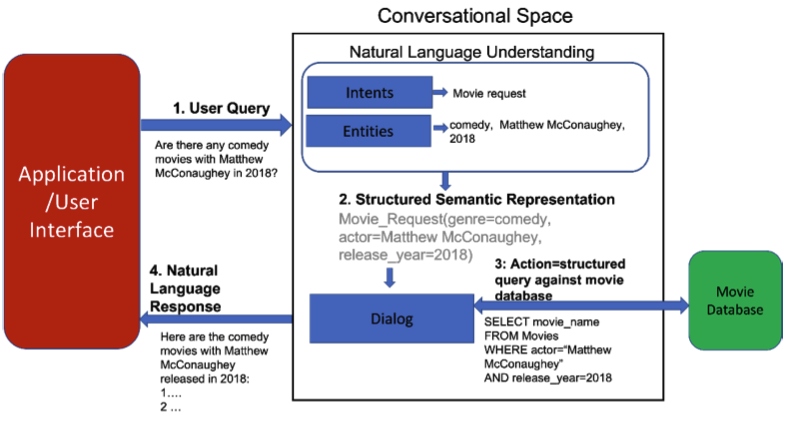 Conversational Space
Natural Language Understanding
Intents
Movie request
Entities
comedy, Matthew McConaughey,
2018
1. User Query
Are there any comedy
movies with Matthew
McConaughey in 2018?
Application
/User
Interface
2. Structured Semantic Representation
Movie_Request(genre=comedy,
actor=Matthew McConaughey,
release_year=2018)
3: Action=structured
query against movie
database
SELECT movie_name
FROM Movies
WHERE actor=“Matthew
McConaughey”
AND release_year=2018
Dialog
Movie
Database
4. Natural
Language
Response
Here are the comedy
movies with Matthew
McConaughey
released in 2018:
1....
2 ...